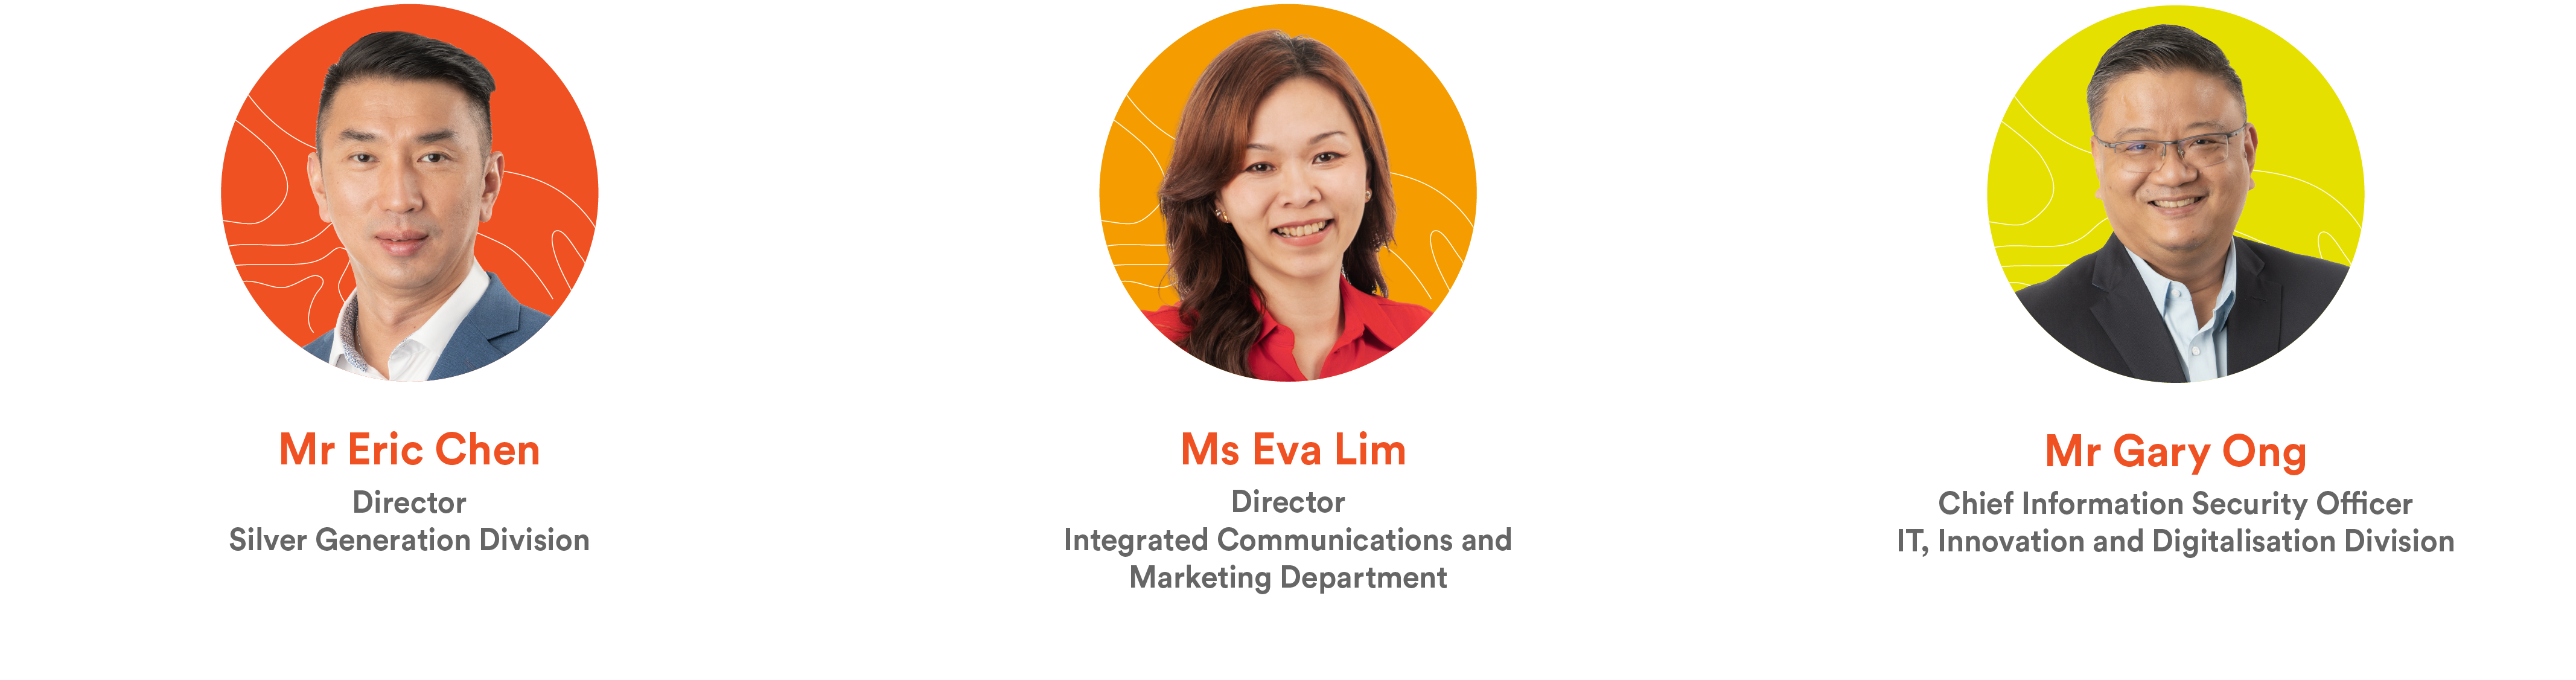 Mr Eric Chen
Director
Silver Generation Division
Ms Eva Lim
Director
Integrated Communications and
Marketing Department
Mr Gary Ong
Chief Information Security Officer
IT, Innovation and Digitalisation Division